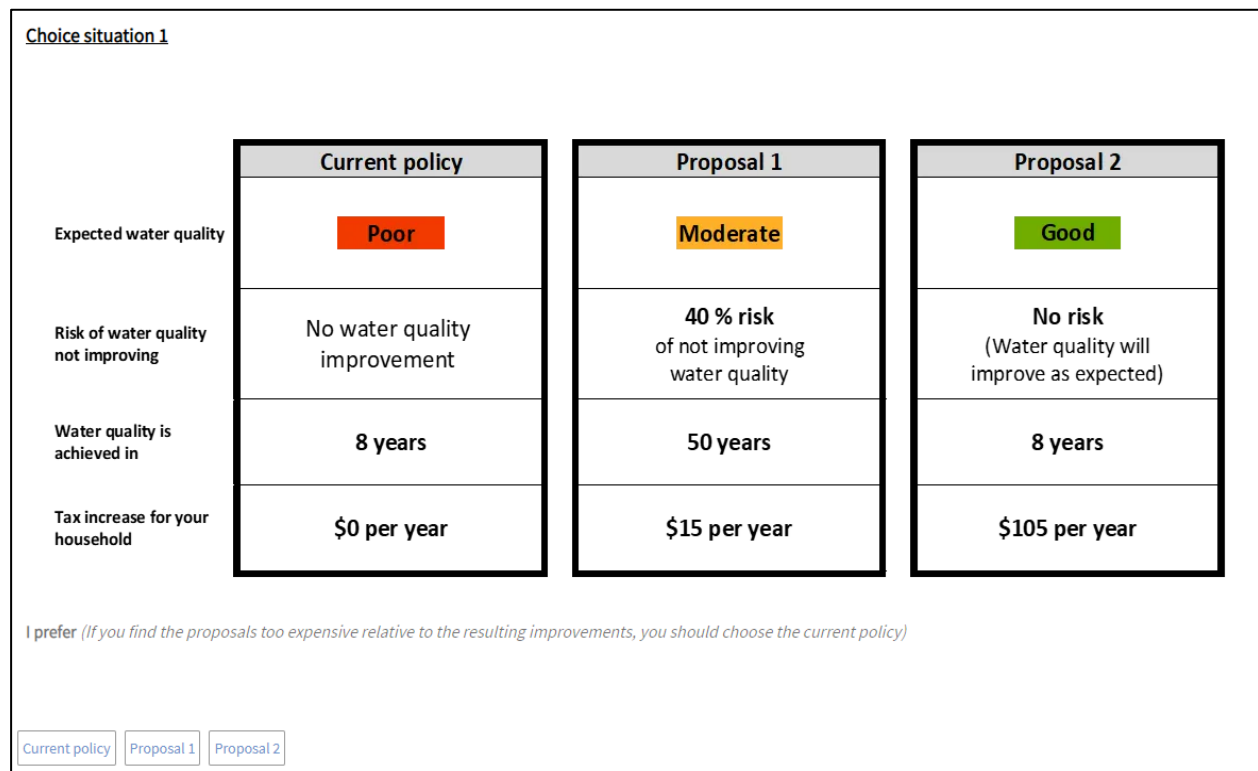 Choice situation 1
Current policy
Proposal 1
Proposal 2
Expected water quality
Poor
Moderate
Good
Risk of water quality
not improving
No water quality
improvement
40 % risk
of not improving
water quality
No risk
(Water quality will
improve as expected)
Water quality is
achieved in
8 years
50 years
8 years
Tax increase for your
household
$0 per year
$15 per year
$105 per year
I prefer (If you find the proposals too expensive relative to the resulting improvements, you should choose the current policy)
Current policy
Proposal 1
Proposal 2